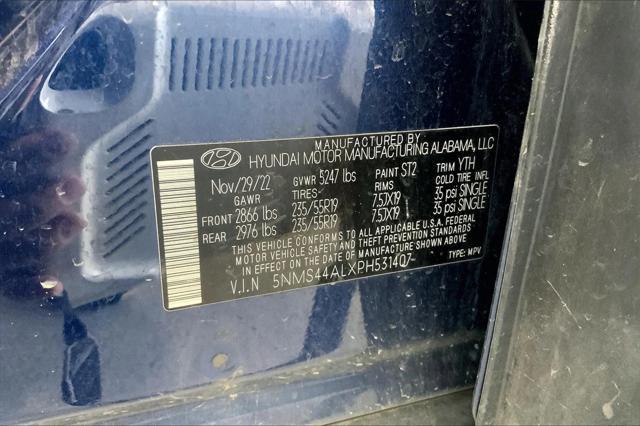 MANUFACTURED BY
HYUNDAI MOTOR MANUFACTURING ALABAMA, LLC
Nov/29/22 GVWR 5247 lbs PAINT ST2 TRIM YTH
GAWR TIRES: RIMS COLD TIRE INFL
FRONT 2866 lbs 235/55R19 7.5JX19 35 psi SINGLE
REAR 2976 lbs 235/55R19 7.5JX19 35 psi SINGLE
THIS VEHICLE CONFORMS TO ALL APPLICABLE U.S.A. FEDERAL
MOTOR VEHICLE SAFETY AND THEFT PREVENTION STANDARDS
IN EFFECT ON THE DATE OF MANUFACTURE SHOWN ABOVE.
V.I.N 5NMS44ALXPH531407 TYPE: MPV